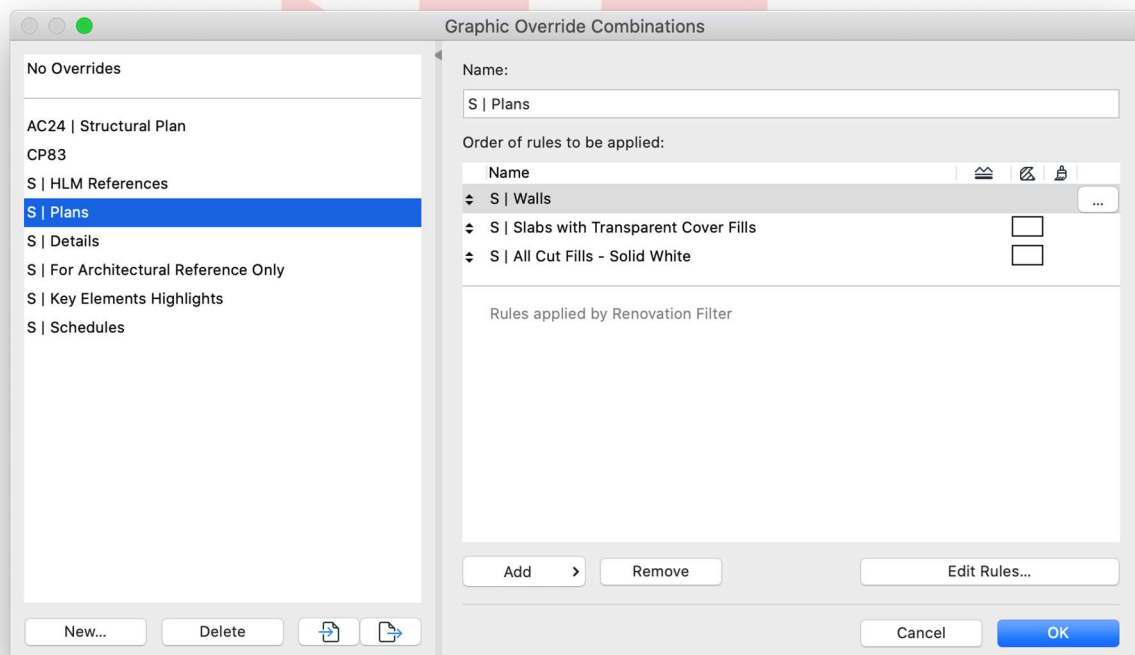 Graphic Override Combinations
No Overrides
AC24 | Structural Plan
CP83
S | HLM References
S | Plans
S | Details
S | For Architectural Reference Only
S | Key Elements Highlights
S | Schedules
New...
Delete
Name:
S | Plans
Order of rules to be applied:
Name
S | Walls
...
S | Slabs with Transparent Cover Fills
S | All Cut Fills - Solid White
Rules applied by Renovation Filter
Add
Remove
Edit Rules...
Cancel
OK